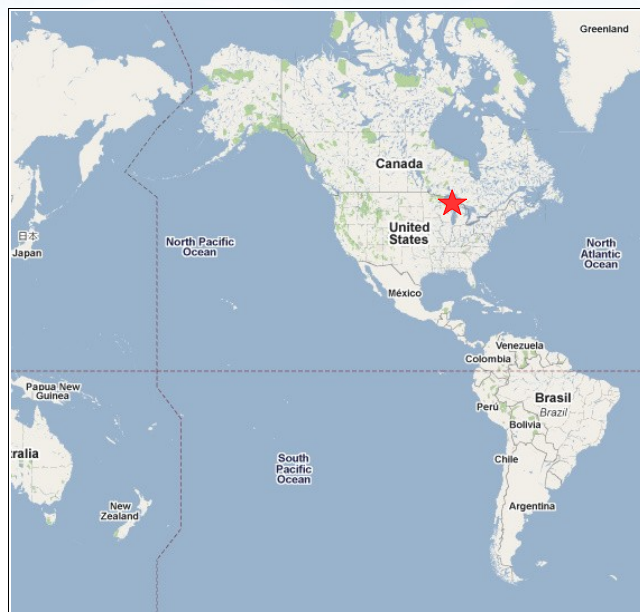 Greenland
Canada
United
States
日本
Japan
North Pacific
Ocean
North
Atlantic
Ocean
México
Venezuela
Colombia
Papua New
Guinea
Perú
Brasil
Brazil
Bolivia
tralia
South
Pacific
Ocean
Chile
New
Zealand
Argentina